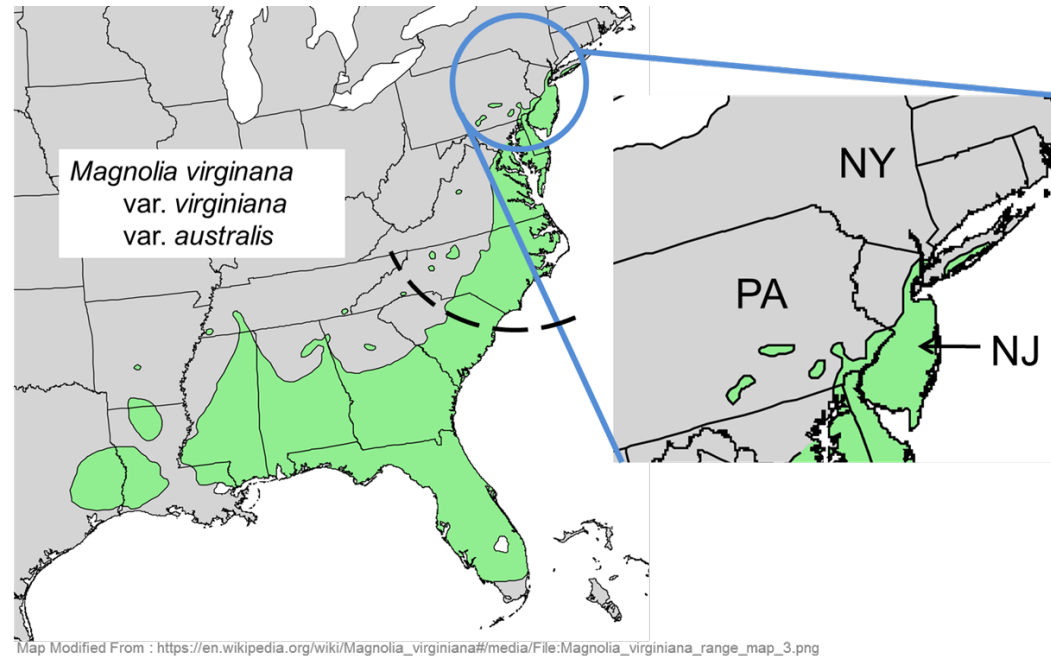 Magnolia virginana
var. virginiana
var. australis
NY
PA
NJ
Map Modified From : https://en.wikipedia.org/wiki/Magnolia_virginiana#/media/File:Magnolia_virginiana_range_map_3.png